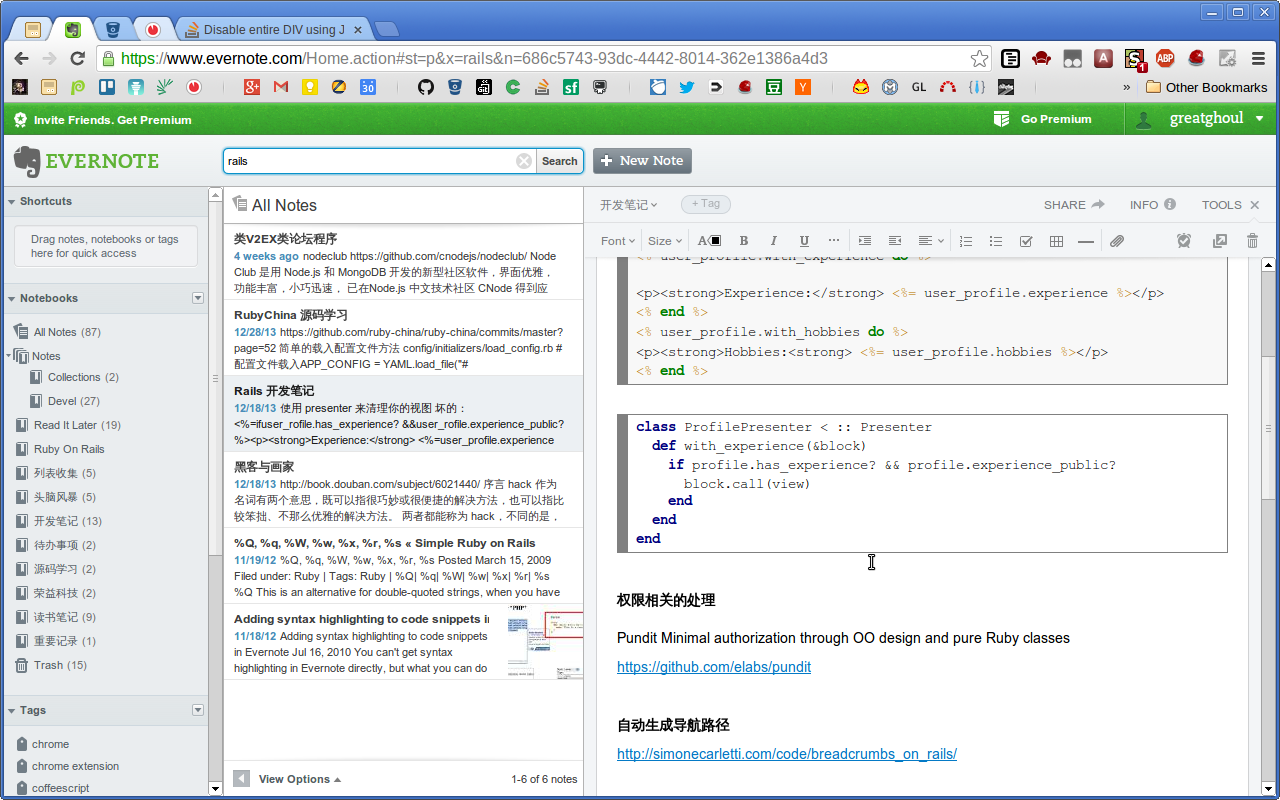 Disable entire DIV using J
https://www.evernote.com/Home.action#st=p&x=rails&n=686c5743-93dc-4442-8014-362e1386a4d3
GL
» Other Bookmarks
Invite Friends. Get Premium
Go Premium
greatghoul
EVERNOTE
rails
Search
+ New Note
Shortcuts
Drag notes, notebooks or tags
here for quick access
Notebooks
All Notes (87)
Notes
Collections (2)
Devel (27)
Read It Later (19)
Ruby On Rails
列表收集 (5)
头脑风暴 (5)
开发笔记 (13)
待办事项 (2)
源码学习 (2)
荣益科技 (2)
读书笔记 (9)
重要记录 (1)
Trash (15)
Tags
chrome
chrome extension
coffeescript
All Notes
类V2EX类论坛程序
4 weeks ago nodeclub https://github.com/cnodejs/nodeclub/ Node
Club 是用 Node.js 和 MongoDB 开发的新型社区软件，界面优雅，
功能丰富，小巧迅速， 已在Node.js 中文技术社区 CNode 得到应
RubyChina 源码学习
12/28/13 https://github.com/ruby-china/ruby-china/commits/master?
page=52 简单的载入配置文件方法 config/initializers/load_config.rb #
配置文件载入APP_CONFIG = YAML.load_file("#
Rails 开发笔记
12/18/13 使用 presenter 来清理你的视图 坏的：
<%=ifuser_rofile.has_experience? &&user_rofile.experience_public?
%><p><strong>Experience:</strong> <%=user_profile.experience
黑客与画家
12/18/13 http://book.douban.com/subject/6021440/ 序言 hack 作为
名词有两个意思，既可以指很巧妙或很便捷的解决方法，也可以指比
较笨拙、不那么优雅的解决方法。 两者都能称为 hack，不同的是，
%Q, %q, %W, %w, %x, %r, %s « Simple Ruby on Rails
11/19/12 %Q, %q, %W, %w, %x, %r, %s Posted March 15, 2009
Filed under: Ruby | Tags: Ruby | %Q| %q| %W| %w| %x| %r| %s
%Q This is an alternative for double-quoted strings, when you have
Adding syntax highlighting to code snippets i
11/18/12 Adding syntax highlighting to code snippets
in Evernote Jul 16, 2010 You can't get syntax
highlighting in Evernote directly, but what you can do
View Options
1-6 of 6 notes
开发笔记
+ Tag
SHARE
INFO
TOOLS
Font
Size
A
B
I
U
<% user_profile.with_experience do %>
<p><strong>Experience:</strong> <%= user_profile.experience %></p>
<% end %>
<% user_profile.with_hobbies do %>
<p><strong>Hobbies:<strong> <%= user_profile.hobbies %></p>
<% end %>
class ProfilePresenter < :: Presenter
def with_experience(&block)
if profile.has_experience? && profile.experience_public?
block.call(view)
end
end
end
权限相关的处理
Pundit Minimal authorization through OO design and pure Ruby classes
https://github.com/elabs/pundit
自动生成导航路径
http://simonecarletti.com/code/breadcrumbs_on_rails/